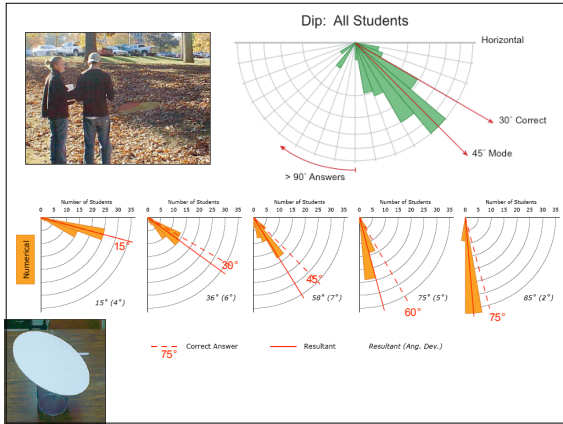 Dip: All Students
Horizontal
30˚ Correct
45˚ Mode
> 90˚ Answers
Number of Students
0 5 10 15 20 25 30 35
15°
15° (4°)
Number of Students
0 5 10 15 20 25 30 35
30°
36° (6°)
Number of Students
0 5 10 15 20 25 30 35
45°
58° (7°)
Number of Students
0 5 10 15 20 25 30 35
60°
75° (5°)
Number of Students
0 5 10 15 20 25 30 35
75°
85° (2°)
Numerical
75° Correct Answer
Resultant
Resultant (Ang. Dev.)